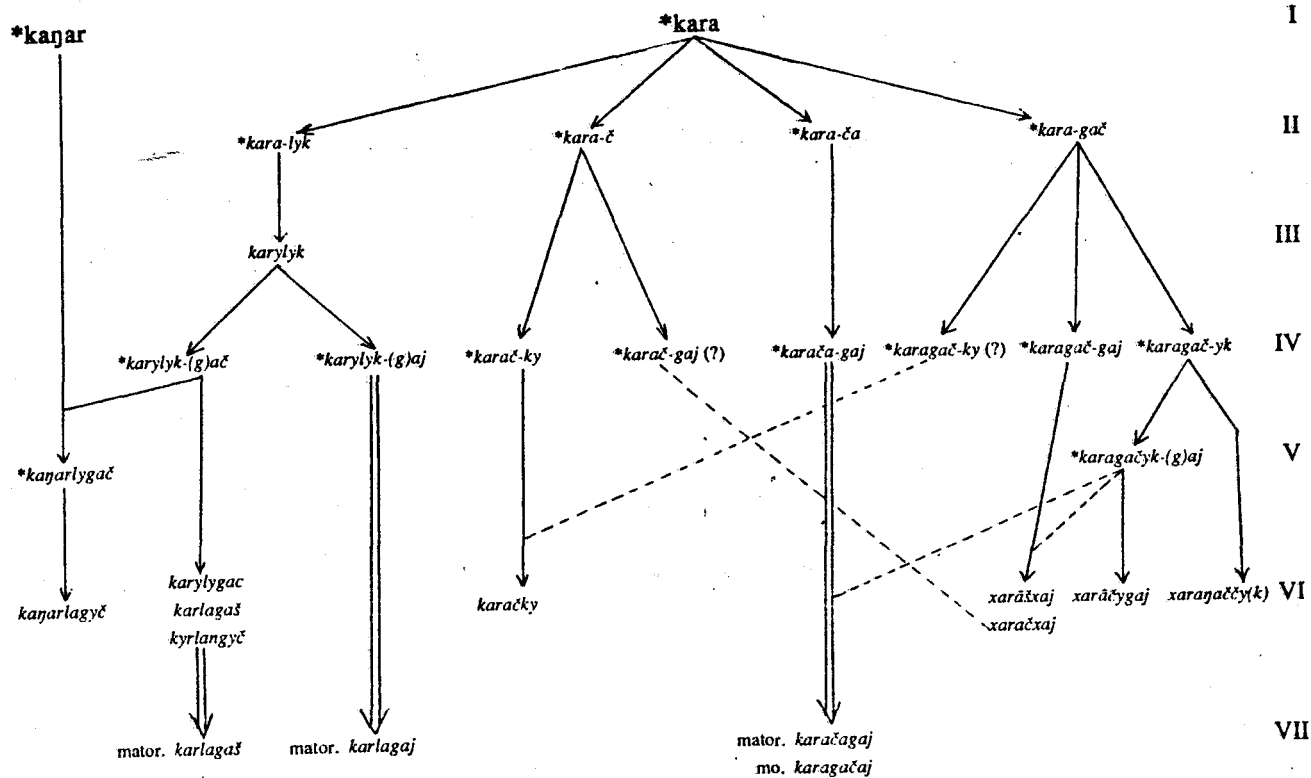 I
*kaŋar *kara
*kara-lyk *kara-č *kara-ča *kara-gač II
karylyk III
*karylyk-(g)ač *karylyk-(g)aj *karač-ky *karač-gaj (?) *karača-gaj *karagač-ky (?) *karagač-gaj *karagač-yk IV
*kaŋarlygač *karagačyk-(g)aj V
kaŋarlagyč karylygac karačky xarāšxaj xarāčygaj xaraŋaččy(k) VI
karlagaš xaračxaj
kyrlangyč
mator. karlagaš mator. karlagaj mator. karačagaj VII
mo. karagačaj